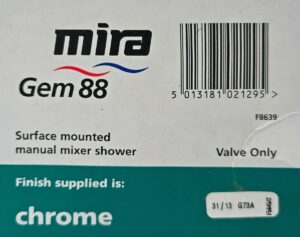 mira
Gem 88
5 013181 021295 >
F8639
Surface mounted
manual mixer shower
Valve Only
Finish supplied is:
chrome
31/13 G73A